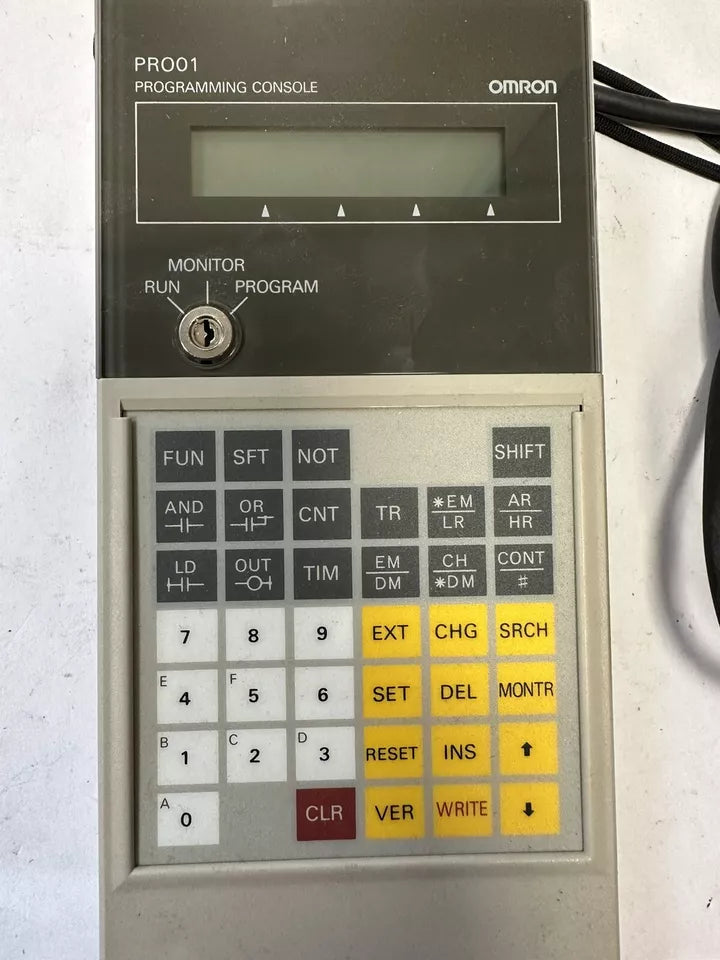 PRO01
PROGRAMMING CONSOLE OMRON
MONITOR
RUN PROGRAM
FUN SFT NOT SHIFT
AND OR CNT TR *EM LR AR HR
LD OUT TIM EM DM CH *DM CONT #
7 8 9 EXT CHG SRCH
E 4 F 5 6 SET DEL MONTR
B 1 C 2 D 3 RESET INS ↑
A 0 CLR VER WRITE ↓